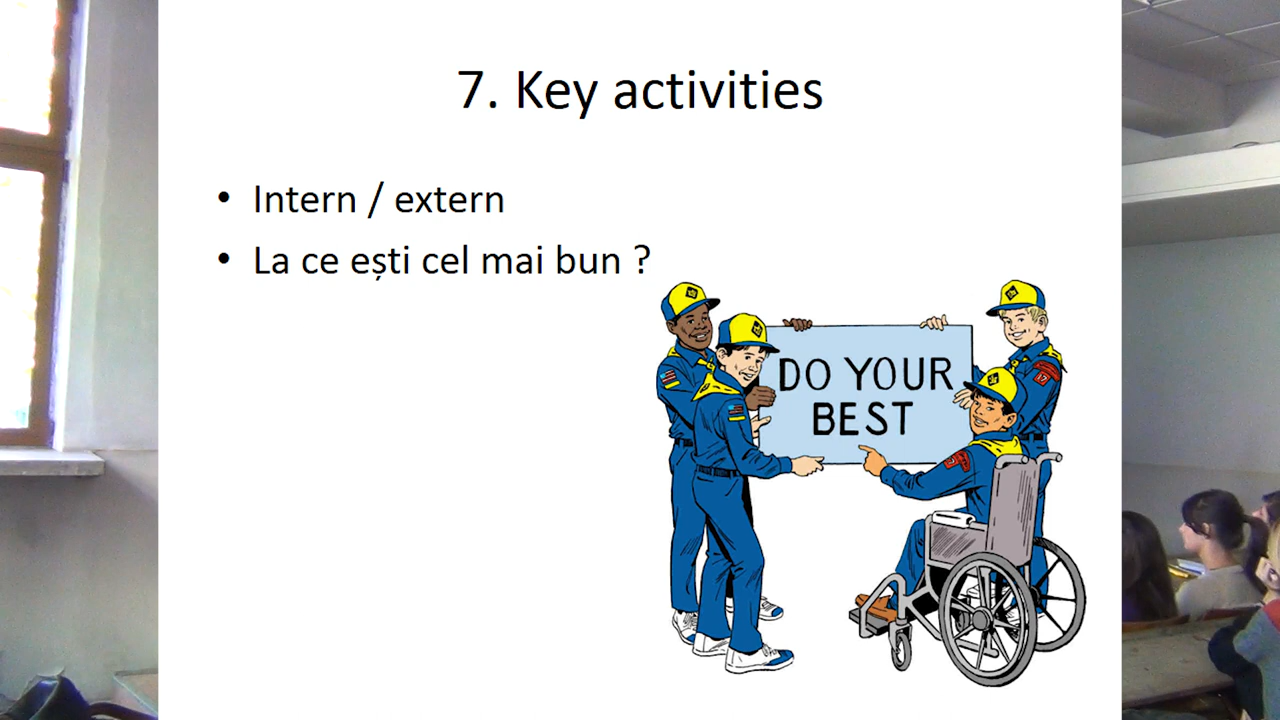 7. Key activities
• Intern / extern
• La ce ești cel mai bun ?
DO YOUR
BEST